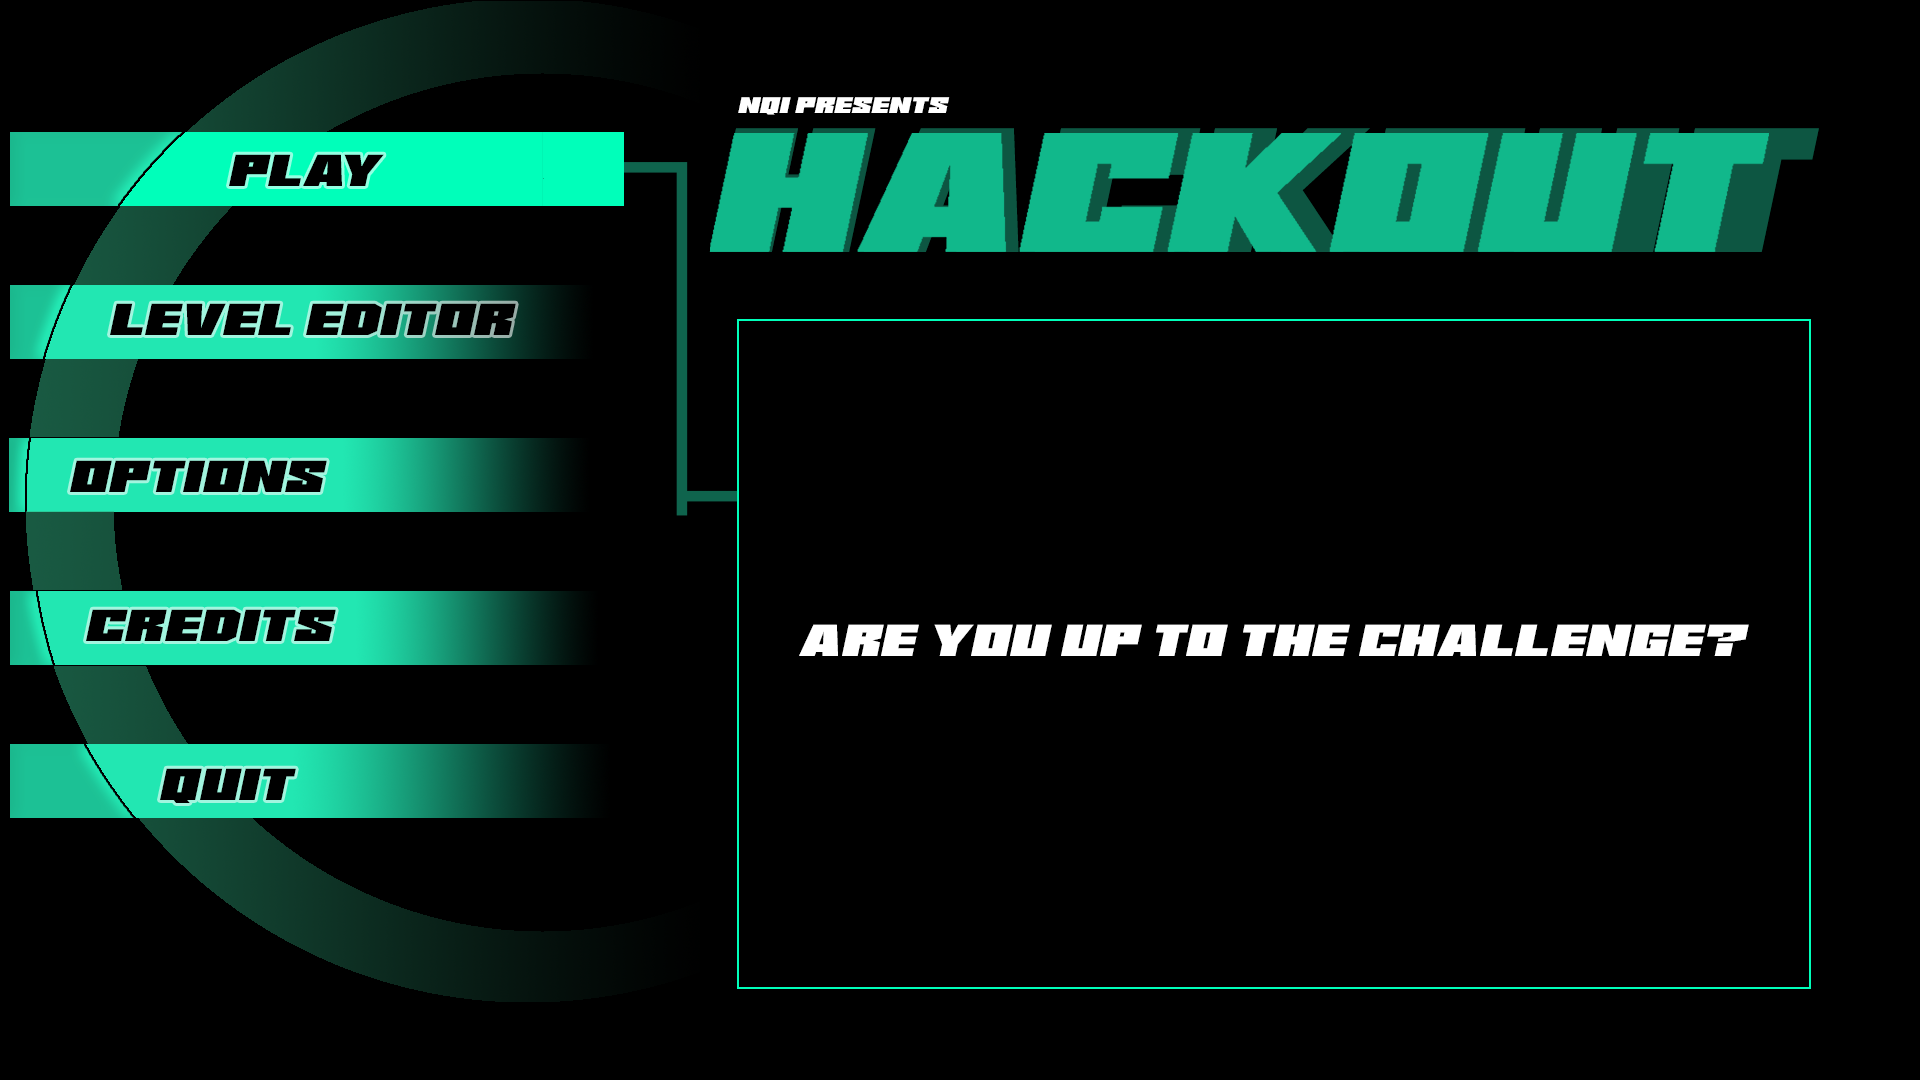 NQI PRESENTS
HACKOUT
PLAY
LEVEL EDITOR
OPTIONS
CREDITS
QUIT
ARE YOU UP TO THE CHALLENGE?